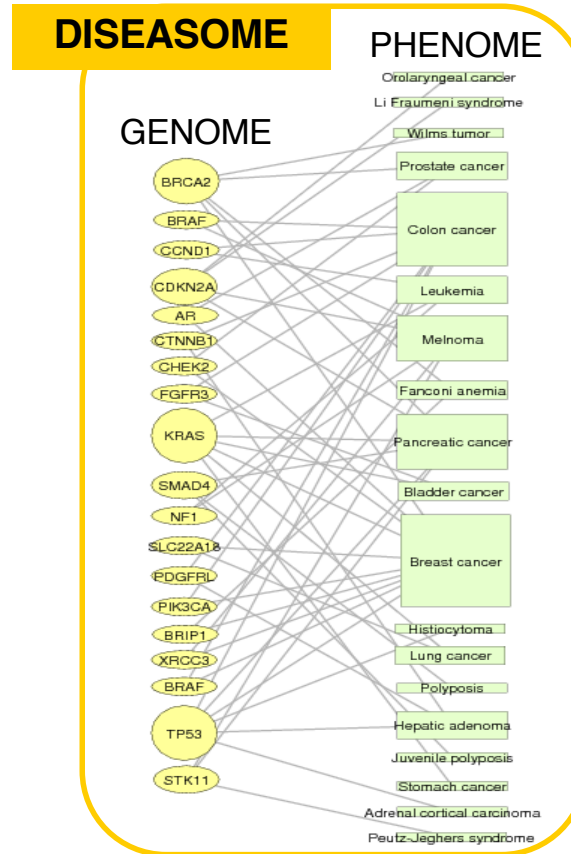 DISEASOME
PHENOME
GENOME
BRCA2
BRAF
CCND1
CDKN2A
AR
CTNNB1
CHEK2
FGFR3
KRAS
SMAD4
NF1
SLC22A18
PDGFRL
PIK3CA
BRIP1
XRCC3
BRAF
TP53
STK11
Orolaryngeal cancer
Li Fraumeni syndrome
Wilms tumor
Prostate cancer
Colon cancer
Leukemia
Melnoma
Fanconi anemia
Pancreatic cancer
Bladder cancer
Breast cancer
Histiocytoma
Lung cancer
Polyposis
Hepatic adenoma
Juvenile polyposis
Stomach cancer
Adrenal cortical carcinoma
Peutz-Jeghers syndrome